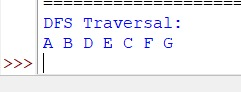 ==========================
DFS Traversal:
A B D E C F G
>>>